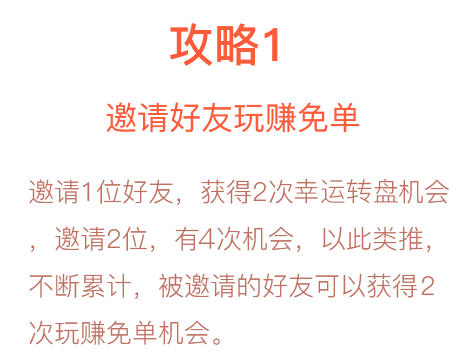 攻略1
邀请好友玩赚免单
邀请1位好友，获得2次幸运转盘机会
，邀请2位，有4次机会，以此类推，
不断累计，被邀请的好友可以获得2
次玩赚免单机会。